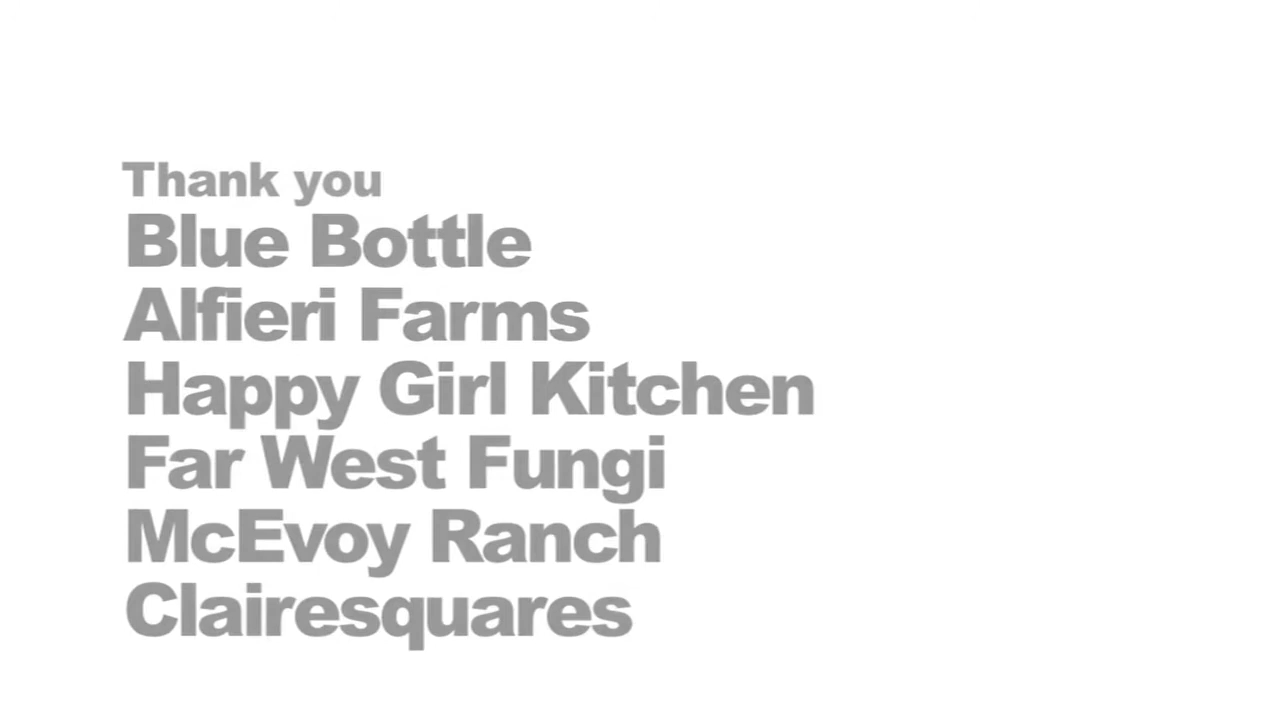 Thank you
Blue Bottle
Alfieri Farms
Happy Girl Kitchen
Far West Fungi
McEvoy Ranch
Clairesquares